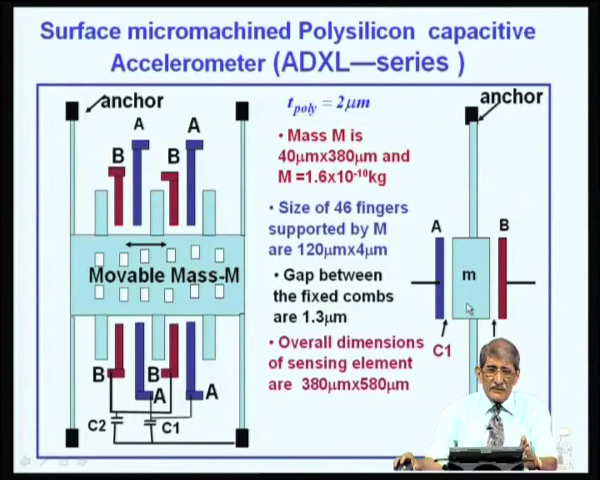 Surface micromachined Polysilicon capacitive
Accelerometer (ADXL—series )
anchor
A
A
B
B
Movable Mass-M
B
B
A
A
C2
C1
tpoly = 2μm
• Mass M is
40μmx380μm and
M =1.6x10⁻¹⁰kg
• Size of 46 fingers
supported by M
are 120μmx4μm
• Gap between
the fixed combs
are 1.3μm
• Overall dimensions
of sensing element
are 380μmx580μm
anchor
A
B
m
C1